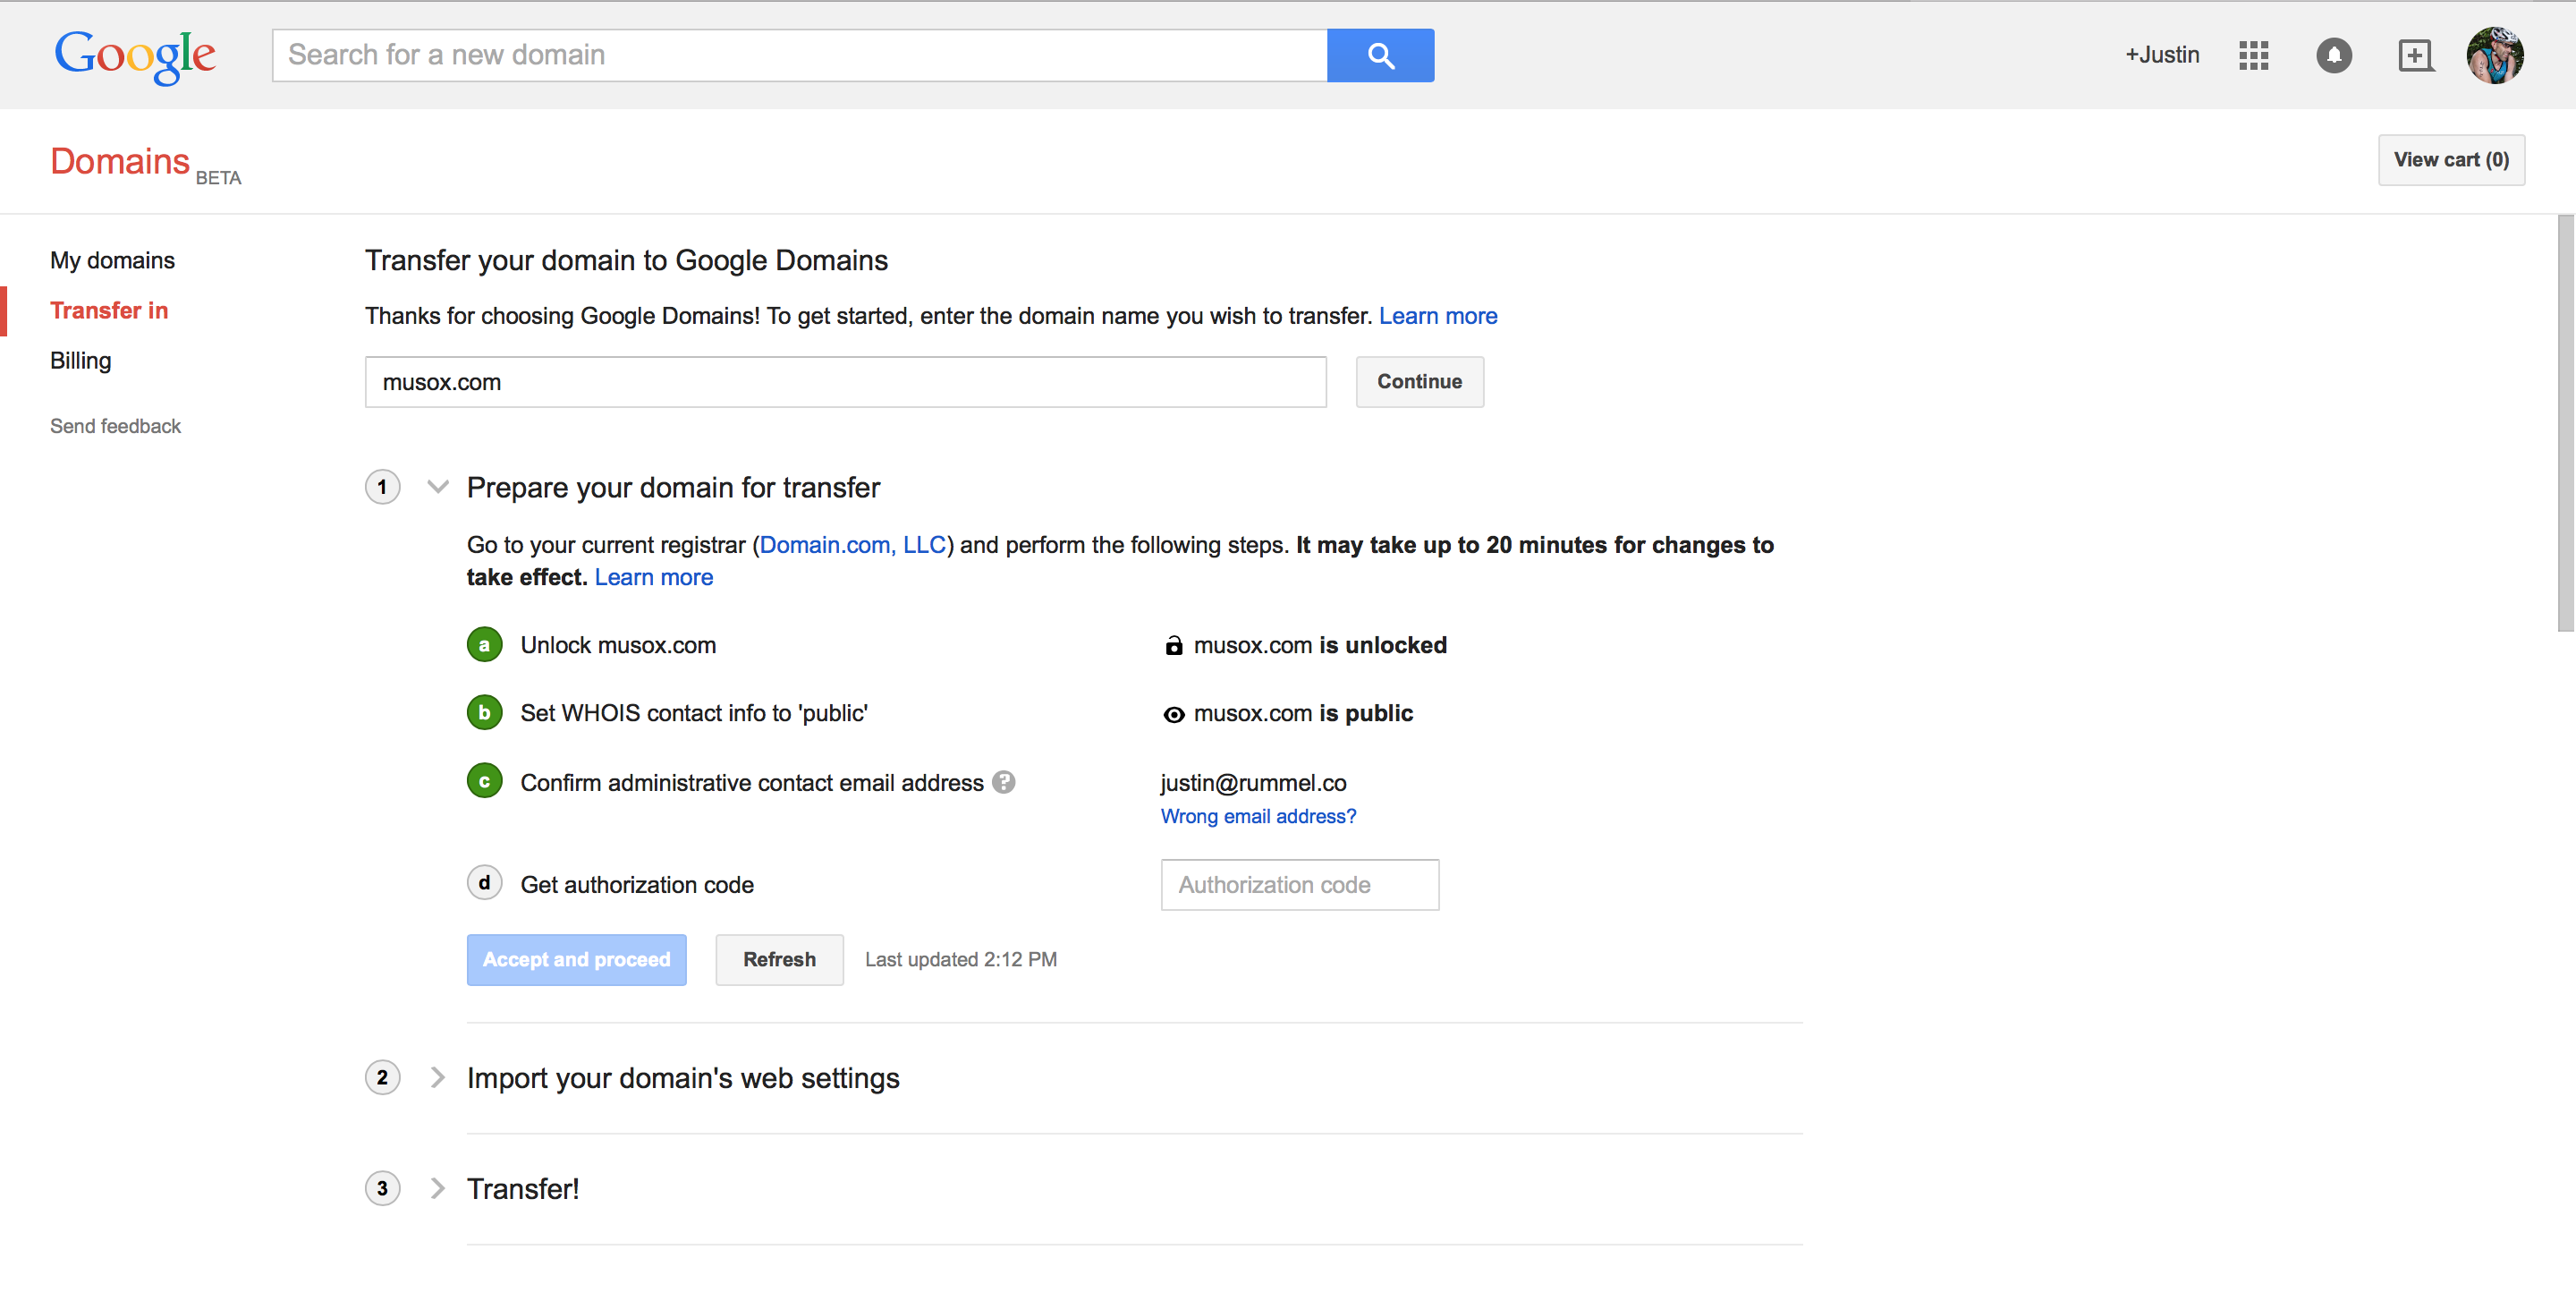 Google
Search for a new domain
+Justin
Domains BETA
View cart (0)
My domains
Transfer in
Billing
Send feedback
Transfer your domain to Google Domains
Thanks for choosing Google Domains! To get started, enter the domain name you wish to transfer. Learn more
musox.com
Continue
1
Prepare your domain for transfer
Go to your current registrar (Domain.com, LLC) and perform the following steps. It may take up to 20 minutes for changes to
take effect. Learn more
a Unlock musox.com
musox.com is unlocked
b Set WHOIS contact info to 'public'
musox.com is public
c Confirm administrative contact email address ?
justin@rummel.co
Wrong email address?
d Get authorization code
Authorization code
Accept and proceed
Refresh
Last updated 2:12 PM
2
Import your domain's web settings
3
Transfer!